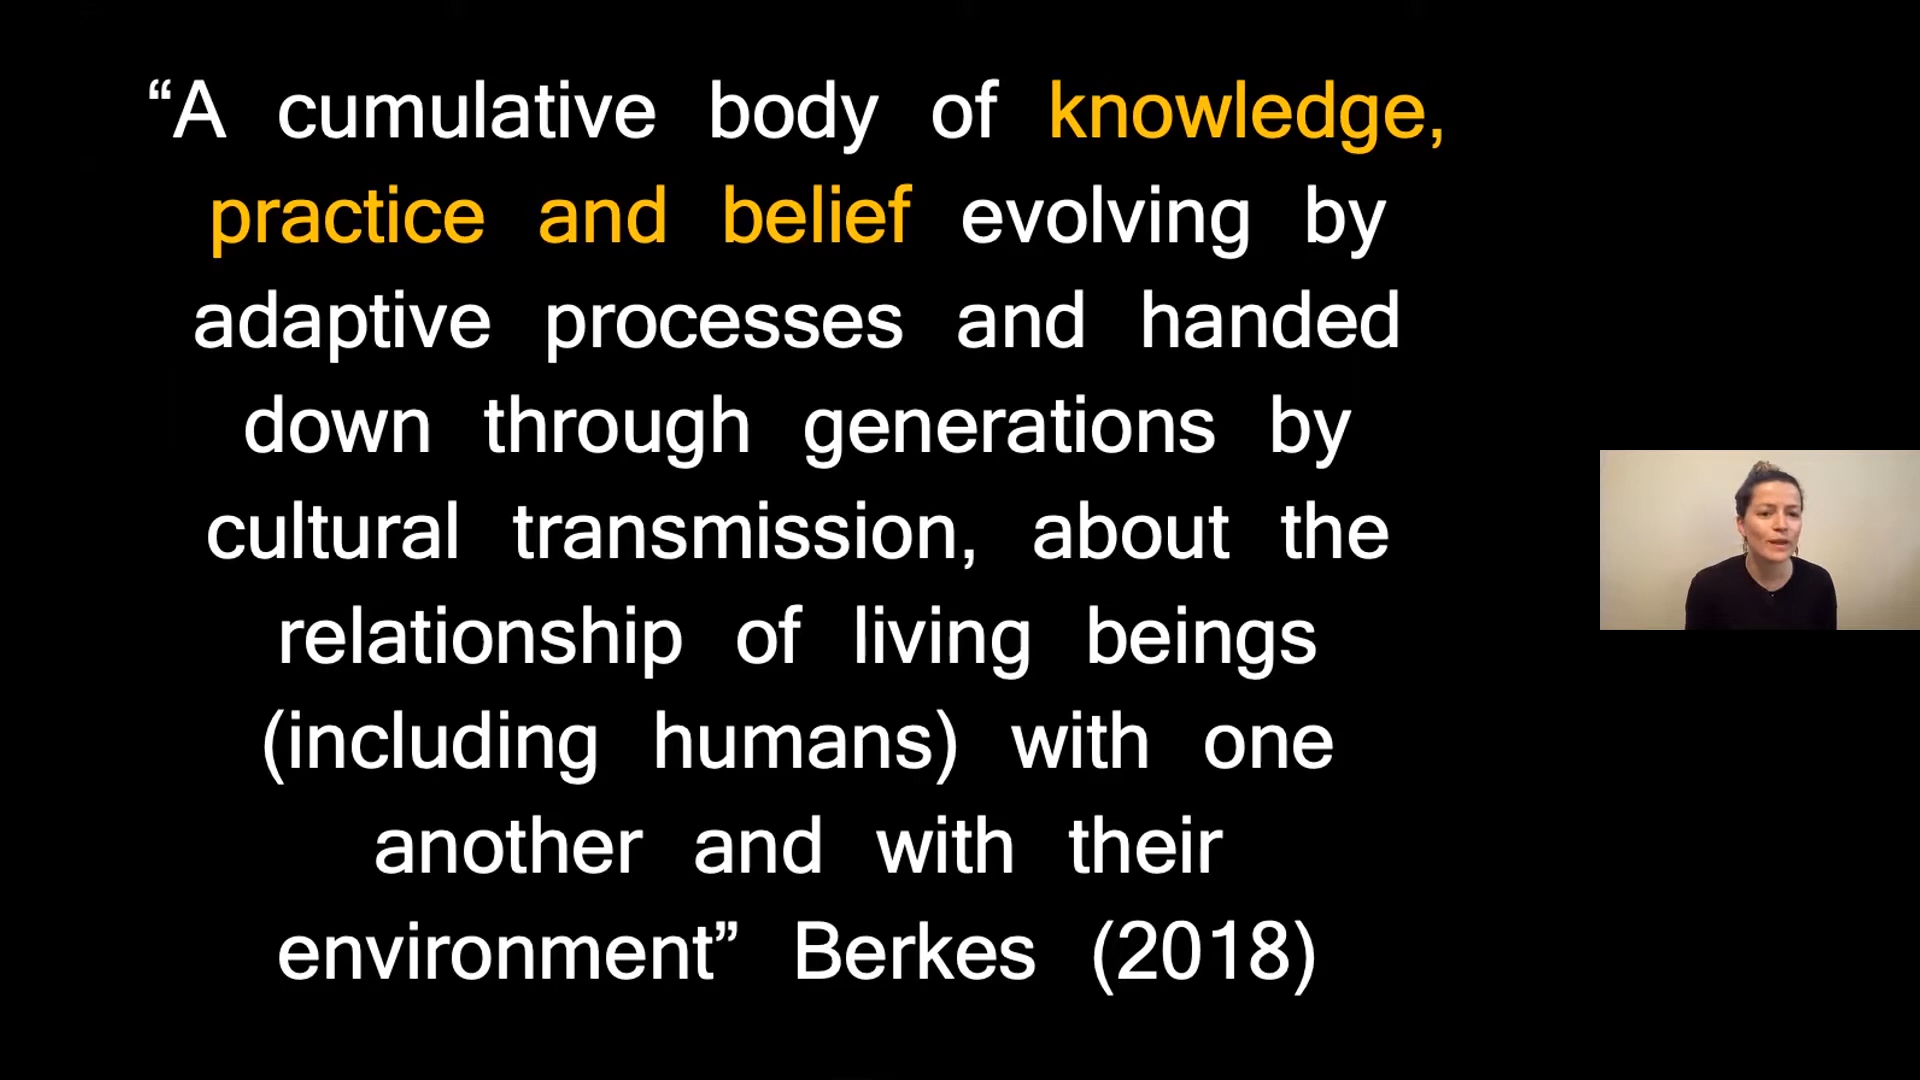 “A cumulative body of knowledge,
practice and belief evolving by
adaptive processes and handed
down through generations by
cultural transmission, about the
relationship of living beings
(including humans) with one
another and with their
environment” Berkes (2018)